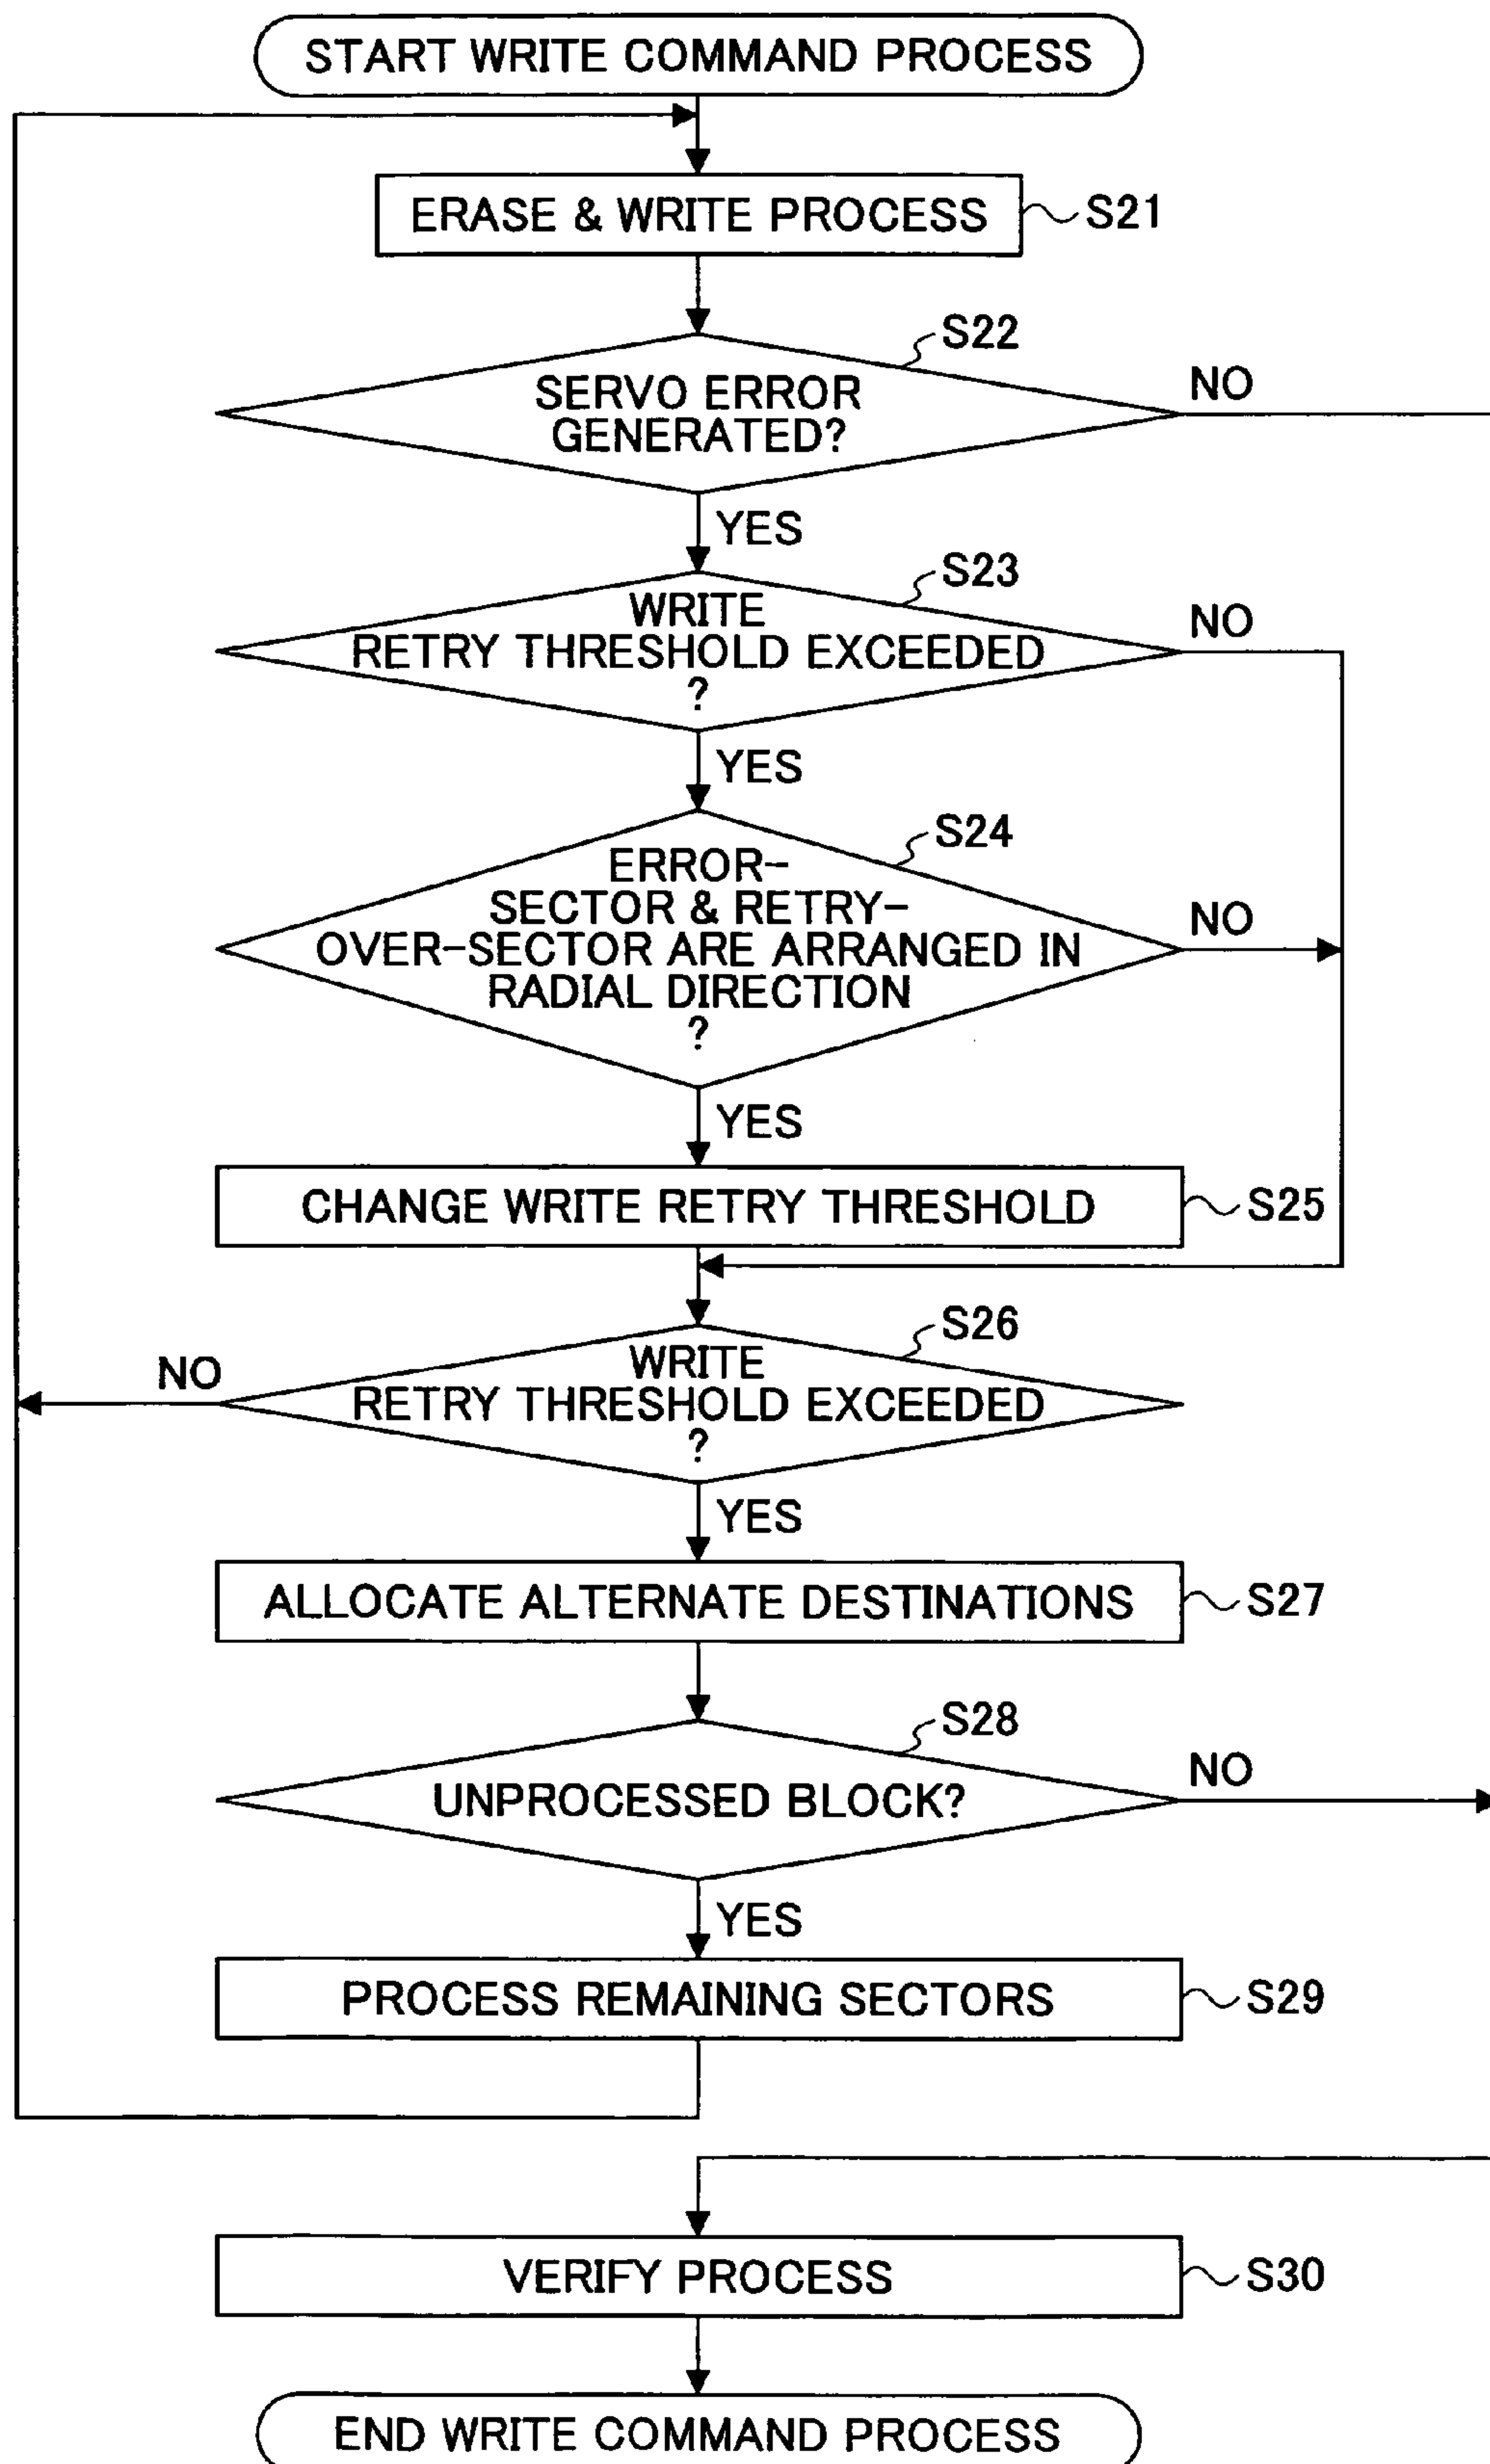 START WRITE COMMAND PROCESS
ERASE & WRITE PROCESS
S21
S22
SERVO ERROR
GENERATED?
NO
YES
S23
WRITE
RETRY THRESHOLD EXCEEDED
?
NO
YES
S24
ERROR-
SECTOR & RETRY-
OVER-SECTOR ARE ARRANGED IN
RADIAL DIRECTION
?
NO
YES
CHANGE WRITE RETRY THRESHOLD
S25
S26
WRITE
RETRY THRESHOLD EXCEEDED
?
NO
YES
ALLOCATE ALTERNATE DESTINATIONS
S27
S28
UNPROCESSED BLOCK?
NO
YES
PROCESS REMAINING SECTORS
S29
VERIFY PROCESS
S30
END WRITE COMMAND PROCESS